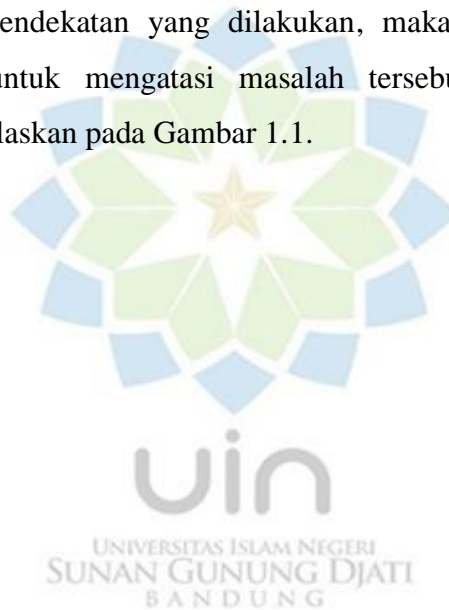 endekatan yang dilakukan, maka
untuk mengatasi masalah tersebu
laskan pada Gambar 1.1.
uin
UNIVERSITAS ISLAM NEGERI
SUNAN GUNUNG DJATI
BANDUNG